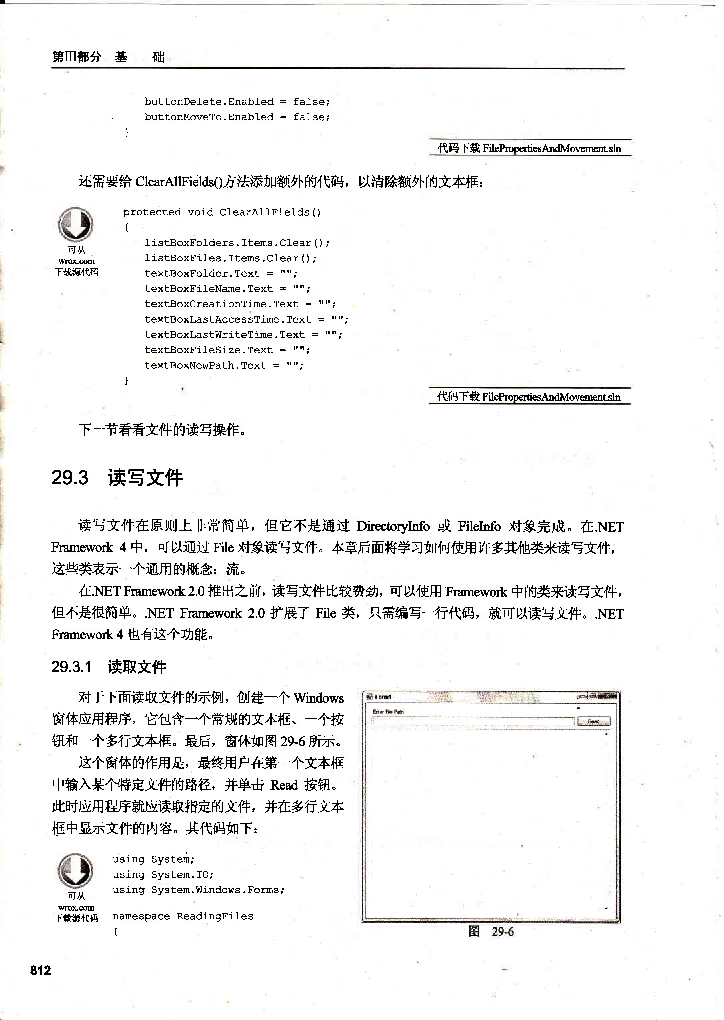 第Ⅲ部分 基 础
buttonDelete.Enabled = false;
buttonMoveTo.Enabled = false;
}
代码下载 FilePropertiesAndMovement.sln
还需要给 ClearAllFields()方法添加额外的代码，以清除额外的文本框：
protected void ClearAllFields()
{
listBoxFolders.Items.Clear();
listBoxFiles.Items.Clear();
textBoxFolder.Text = "";
textBoxFileName.Text = "";
textBoxCreationTime.Text = "";
textBoxLastAccessTime.Text = "";
textBoxLastWriteTime.Text = "";
textBoxFileSize.Text = "";
textBoxNewPath.Text = "";
}
可从
wrox.com
下载源代码
代码下载 FilePropertiesAndMovement.sln
下一节看看文件的读写操作。
29.3 读写文件
读写文件在原则上非常简单，但它不是通过 DirectoryInfo 或 FileInfo 对象完成。在.NET
Framework 4 中，可以通过 File 对象读写文件。本章后面将学习如何使用许多其他类来读写文件，
这些类表示一个通用的概念：流。
在.NET Framework 2.0 推出之前，读写文件比较费劲，可以使用 Framework 中的类来读写文件，
但不是很简单。.NET Framework 2.0 扩展了 File 类，只需编写一行代码，就可以读写文件。.NET
Framework 4 也有这个功能。
29.3.1 读取文件
对于下面读取文件的示例，创建一个 Windows
窗体应用程序，它包含一个常规的文本框、一个按
钮和一个多行文本框。最后，窗体如图 29-6 所示。
这个窗体的作用是，最终用户在第一个文本框
中输入某个特定文件的路径，并单击 Read 按钮。
此时应用程序就应读取指定的文件，并在多行文本
框中显示文件的内容。其代码如下：
可从
wrox.com
下载源代码
using System;
using System.IO;
using System.Windows.Forms;
namespace ReadingFiles
{
Enter File Path
Read
图 29-6
812